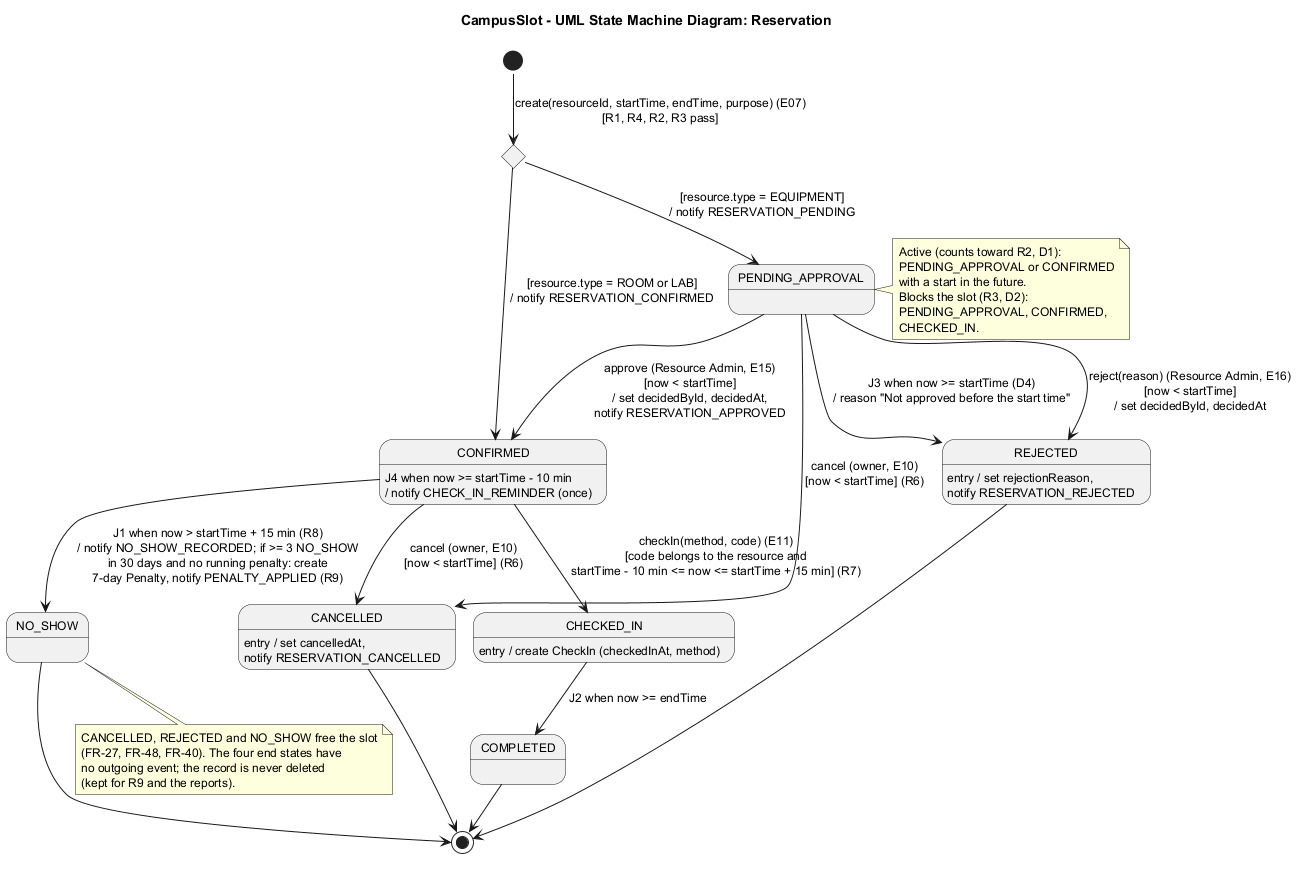 CampusSlot - UML State Machine Diagram: Reservation
create(resourceId, startTime, endTime, purpose) (E07)
[R1, R4, R2, R3 pass]
[resource.type = EQUIPMENT]
/ notify RESERVATION_PENDING
Active (counts toward R2, D1):
PENDING_APPROVAL or CONFIRMED
with a start in the future.
Blocks the slot (R3, D2):
PENDING_APPROVAL, CONFIRMED,
CHECKED_IN.
PENDING_APPROVAL
[resource.type = ROOM or LAB]
/ notify RESERVATION_CONFIRMED
approve (Resource Admin, E15)
[now < startTime]
/ set decidedById, decidedAt,
notify RESERVATION_APPROVED
J3 when now >= startTime (D4)
/ reason "Not approved before the start time"
reject(reason) (Resource Admin, E16)
[now < startTime]
/ set decidedById, decidedAt
CONFIRMED
J4 when now >= startTime - 10 min
/ notify CHECK_IN_REMINDER (once)
cancel (owner, E10)
[now < startTime] (R6)
REJECTED
entry / set rejectionReason,
notify RESERVATION_REJECTED
J1 when now > startTime + 15 min (R8)
/ notify NO_SHOW_RECORDED; if >= 3 NO_SHOW
in 30 days and no running penalty: create
7-day Penalty, notify PENALTY_APPLIED (R9)
cancel (owner, E10)
[now < startTime] (R6)
checkIn(method, code) (E11)
[code belongs to the resource and
startTime - 10 min <= now <= startTime + 15 min] (R7)
NO_SHOW
CANCELLED
entry / set cancelledAt,
notify RESERVATION_CANCELLED
CHECKED_IN
entry / create CheckIn (checkedInAt, method)
J2 when now >= endTime
CANCELLED, REJECTED and NO_SHOW free the slot
(FR-27, FR-48, FR-40). The four end states have
no outgoing event; the record is never deleted
(kept for R9 and the reports).
COMPLETED